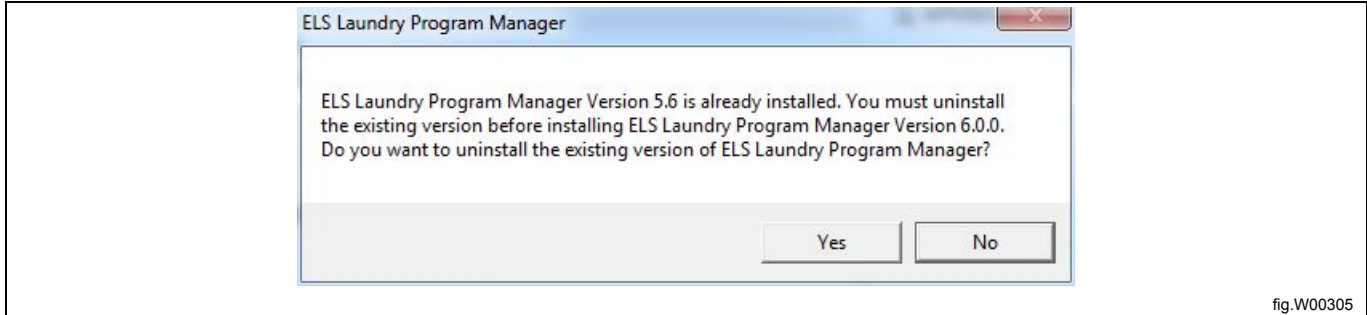 ELS Laundry Program Manager
ELS Laundry Program Manager Version 5.6 is already installed. You must uninstall
the existing version before installing ELS Laundry Program Manager Version 6.0.0.
Do you want to uninstall the existing version of ELS Laundry Program Manager?
Yes
No
fig.W00305